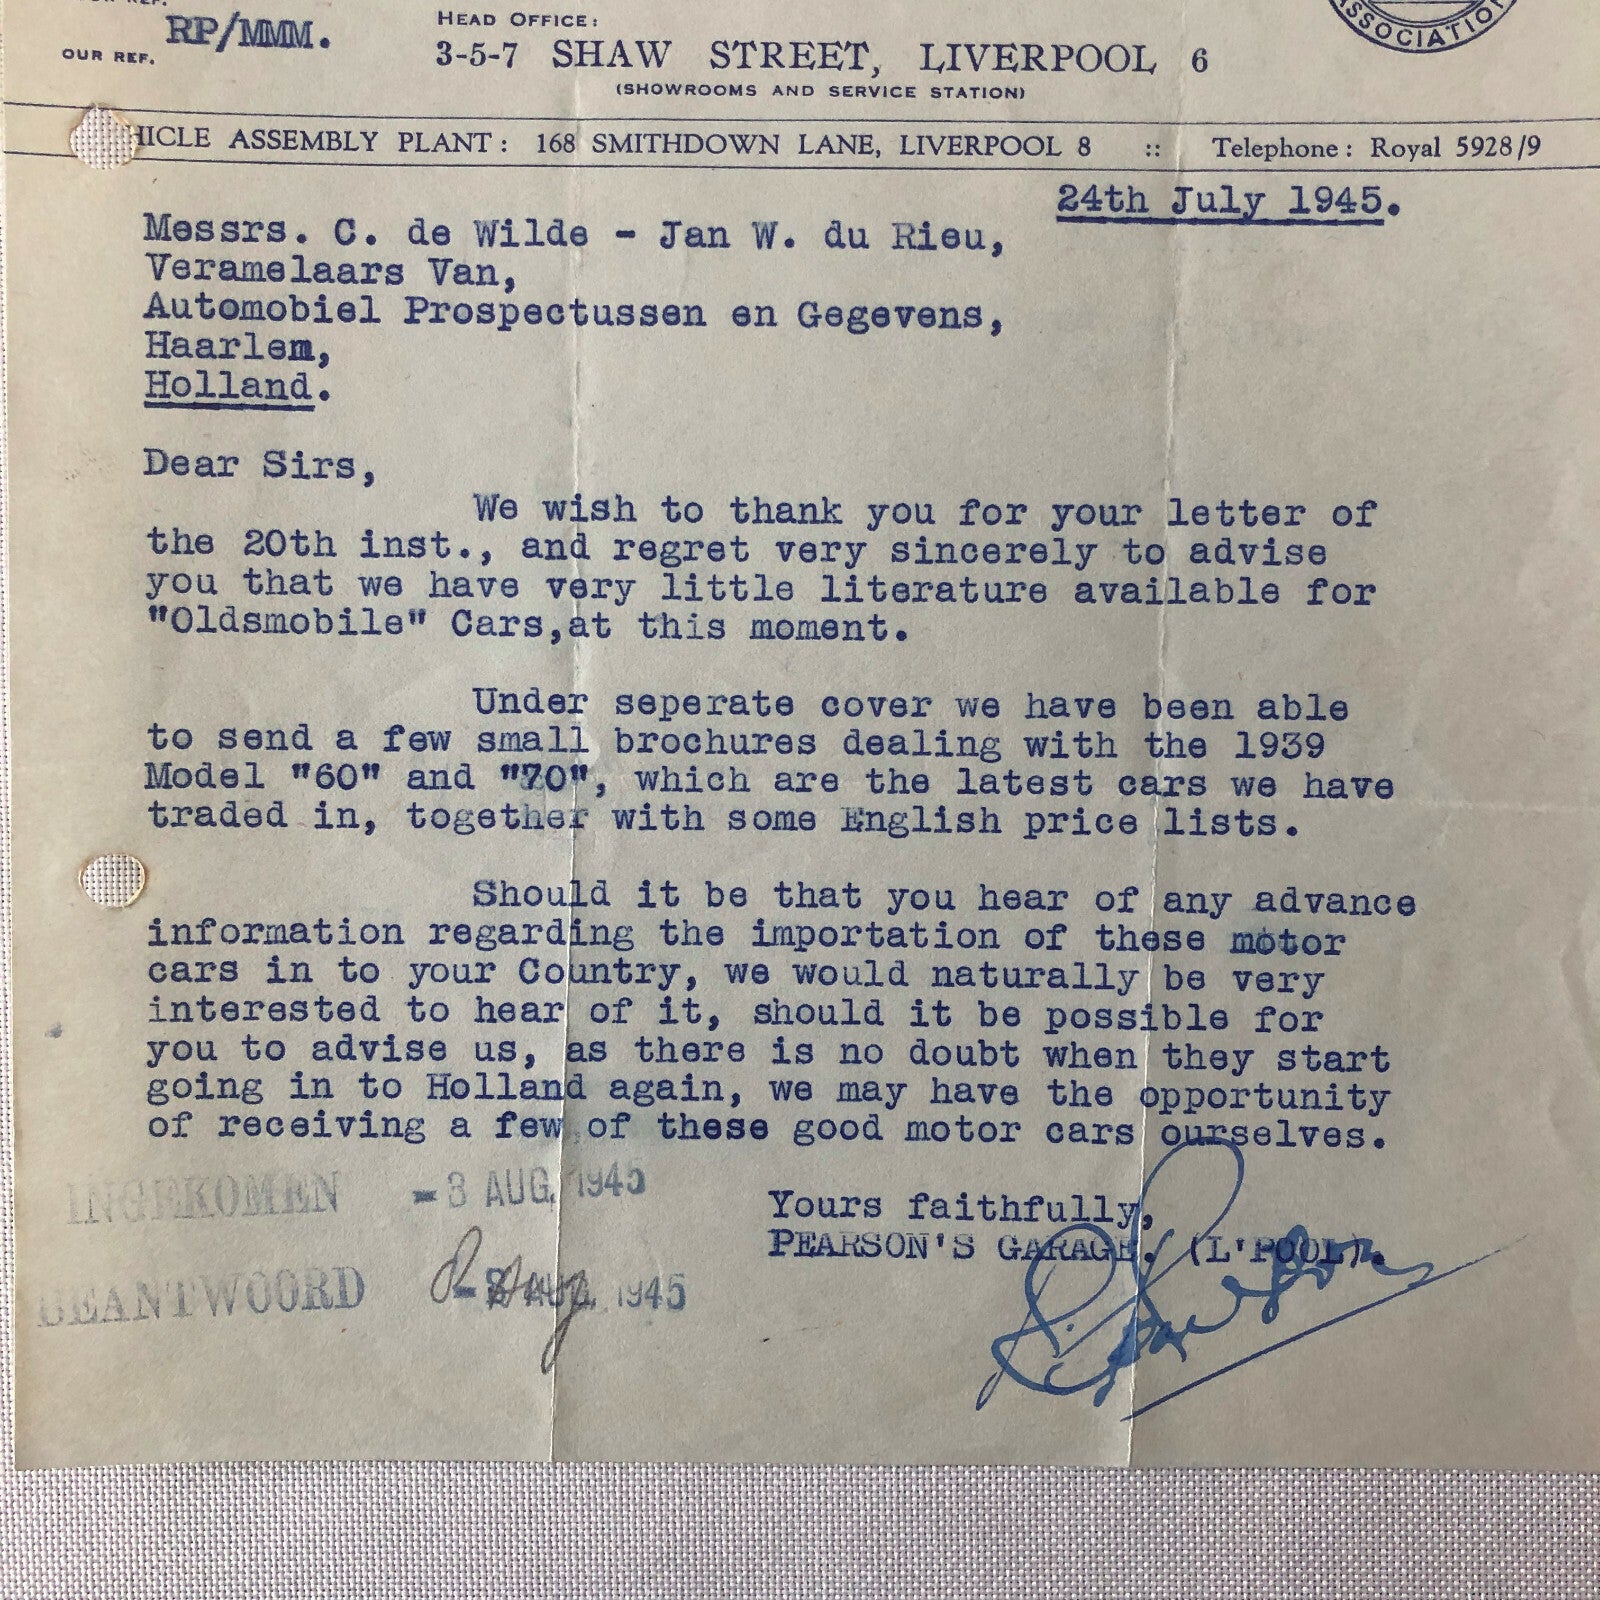 OUR REF. RP/MMM.
HEAD OFFICE:
3-5-7 SHAW STREET, LIVERPOOL 6
(SHOWROOMS AND SERVICE STATION)
ASSOCIATION
HICLE ASSEMBLY PLANT: 168 SMITHDOWN LANE, LIVERPOOL 8 :: Telephone: Royal 5928/9
24th July 1945.
Messrs. C. de Wilde - Jan W. du Rieu,
Veramelaars Van,
Automobiel Prospectussen en Gegevens,
Haarlem,
Holland.
Dear Sirs,
We wish to thank you for your letter of
the 20th inst., and regret very sincerely to advise
you that we have very little literature available for
"Oldsmobile" Cars,at this moment.
Under seperate cover we have been able
to send a few small brochures dealing with the 1939
Model "60" and "70", which are the latest cars we have
traded in, together with some English price lists.
Should it be that you hear of any advance
information regarding the importation of these motor
cars in to your Country, we would naturally be very
interested to hear of it, should it be possible for
you to advise us, as there is no doubt when they start
going in to Holland again, we may have the opportunity
of receiving a few of these good motor cars ourselves.
Yours faithfully,
PEARSON'S GARAGE. (L'POOL).
INGEKOMEN -3 AUG. 1945
BEANTWOORD AUG. 1945